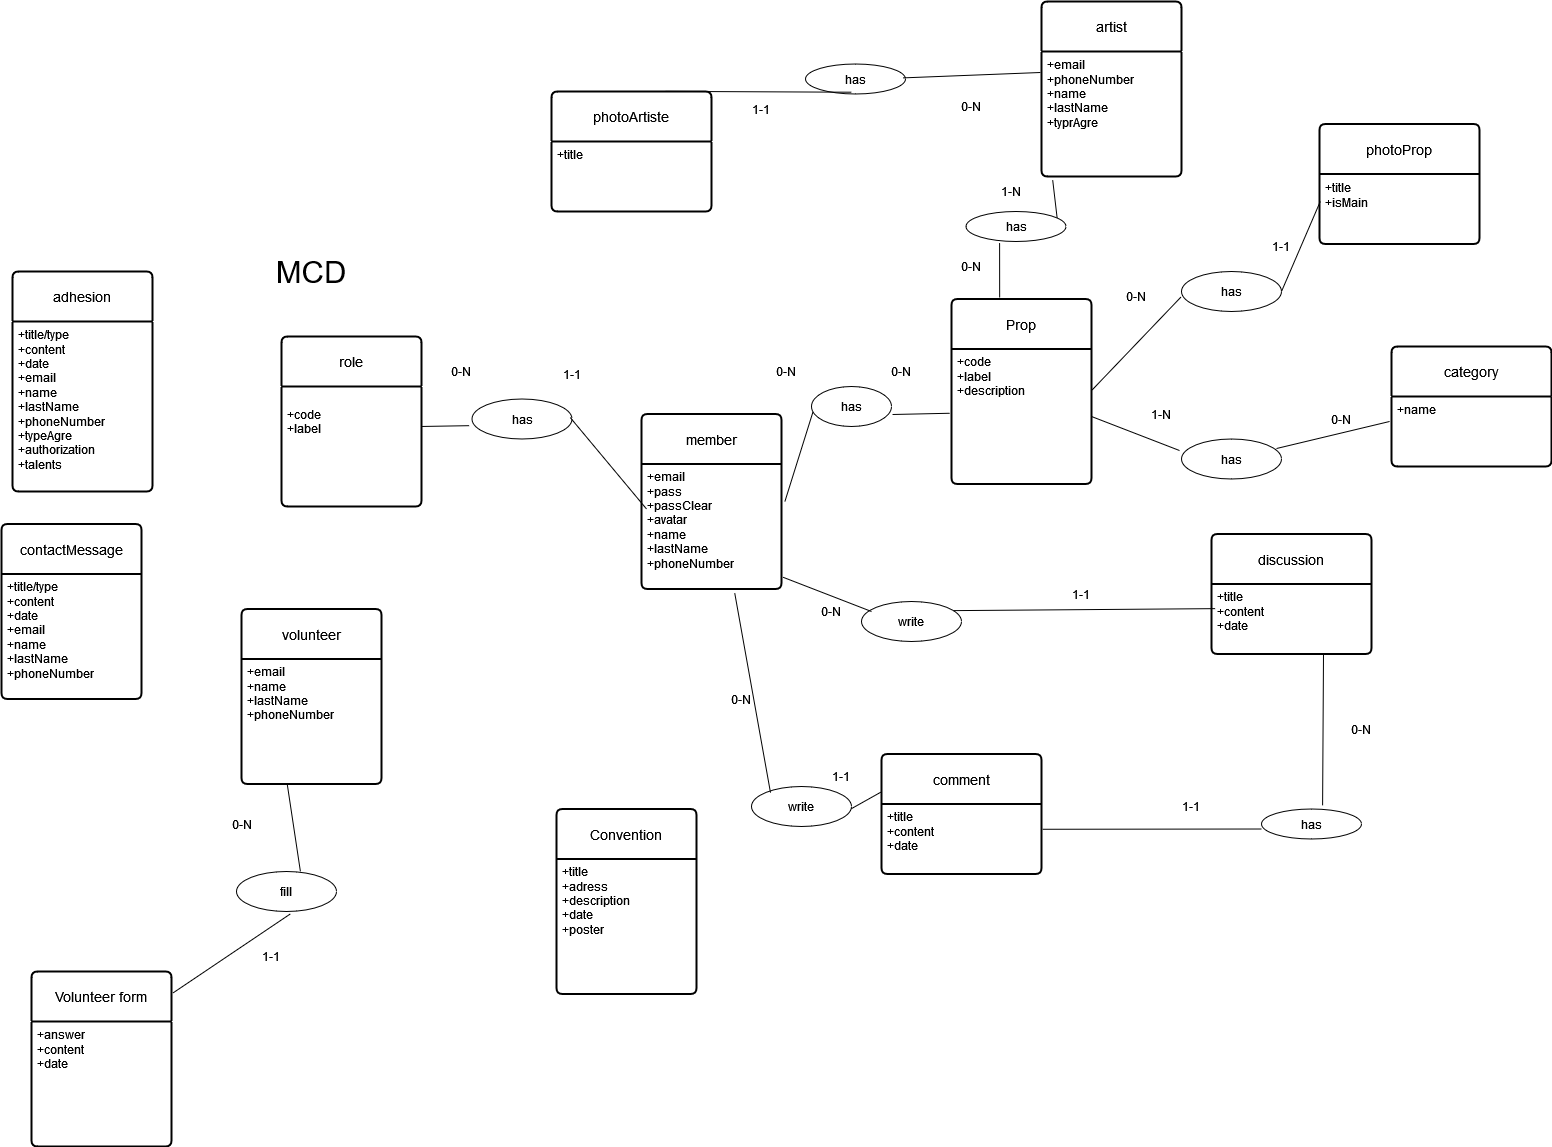 artist
+email
+phoneNumber
+name
+lastName
+typrAgre
has
1-1
0-N
photoArtiste
+title
photoProp
+title
+isMain
1-N
has
0-N
1-1
has
0-N
MCD
adhesion
+title/type
+content
+date
+email
+name
+lastName
+phoneNumber
+typeAgre
+authorization
+talents
role
+code
+label
0-N
has
1-1
Prop
+code
+label
+description
0-N
has
0-N
category
+name
1-N
has
0-N
member
+email
+pass
+passClear
+avatar
+name
+lastName
+phoneNumber
contactMessage
+title/type
+content
+date
+email
+name
+lastName
+phoneNumber
discussion
+title
+content
+date
0-N
write
1-1
volunteer
+email
+name
+lastName
+phoneNumber
0-N
write
1-1
comment
+title
+content
+date
0-N
1-1
has
Convention
+title
+adress
+description
+date
+poster
0-N
fill
1-1
Volunteer form
+answer
+content
+date